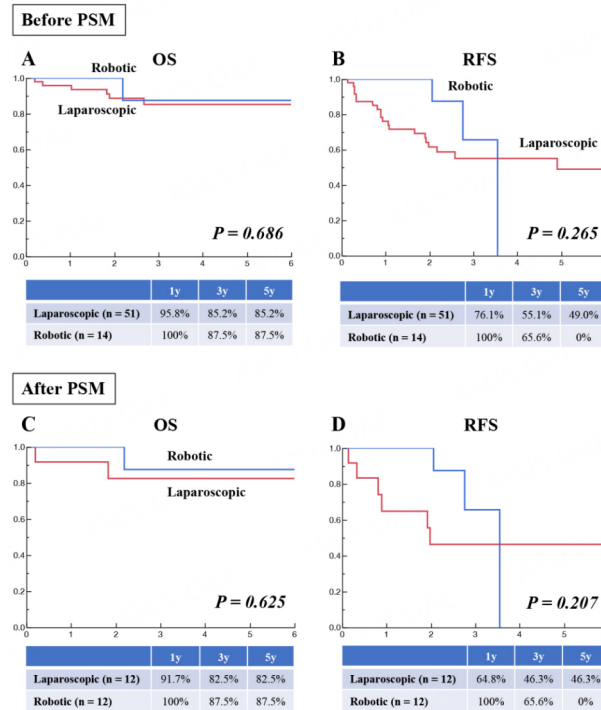 Before PSM
A OS
B RFS
Robotic
Laparoscopic
1.0
0.8
0.6
0.4
0.2
0.0
0 1 2 3 4 5 6
P = 0.686
Robotic
Laparoscopic
1.0
0.8
0.6
0.4
0.2
0.0
0 1 2 3 4 5
P = 0.265
1y 3y 5y
Laparoscopic (n = 51) 95.8% 85.2% 85.2%
Robotic (n = 14) 100% 87.5% 87.5%
1y 3y 5y
Laparoscopic (n = 51) 76.1% 55.1% 49.0%
Robotic (n = 14) 100% 65.6% 0%
After PSM
C OS
D RFS
Robotic
Laparoscopic
1.0
0.8
0.6
0.4
0.2
0.0
0 1 2 3 4 5 6
P = 0.625
1.0
0.8
0.6
0.4
0.2
0.0
0 1 2 3 4 5
P = 0.207
1y 3y 5y
Laparoscopic (n = 12) 91.7% 82.5% 82.5%
Robotic (n = 12) 100% 87.5% 87.5%
1y 3y 5y
Laparoscopic (n = 12) 64.8% 46.3% 46.3%
Robotic (n = 12) 100% 65.6% 0%